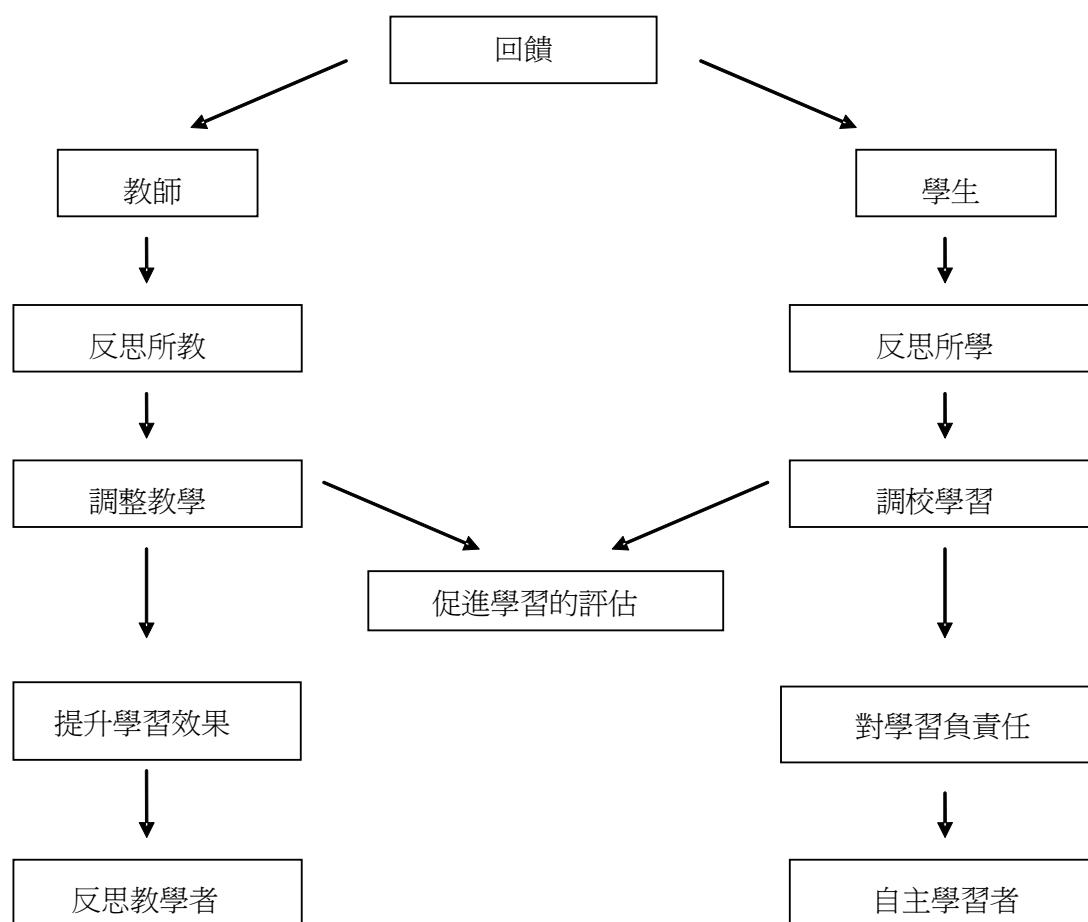 回饋
教師
學生
反思所教
反思所學
調整教學
調校學習
促進學習的評估
提升學習效果
對學習負責任
反思教學者
自主學習者